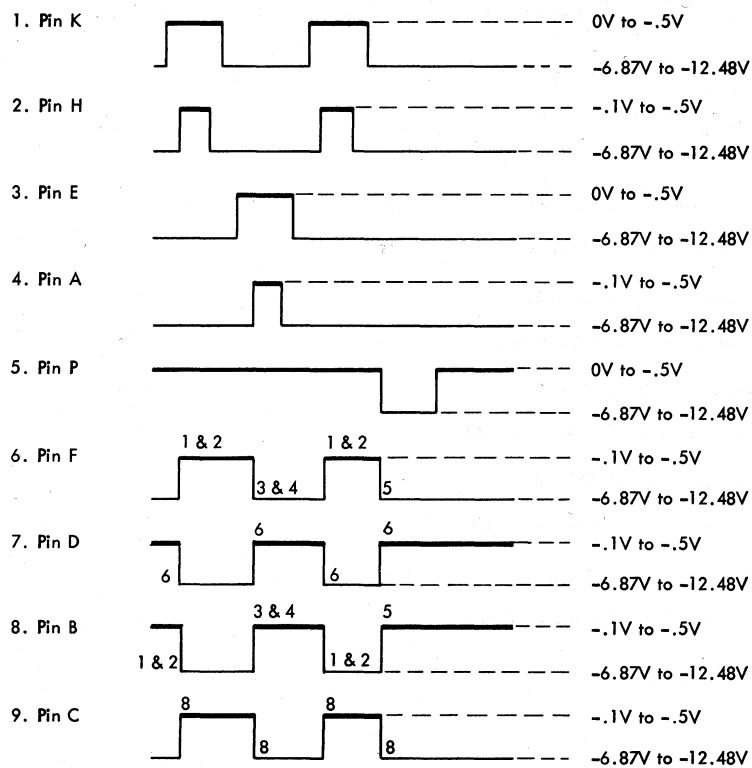 1. Pin K
0V to -.5V
-6.87V to -12.48V
2. Pin H
-.1V to -.5V
-6.87V to -12.48V
3. Pin E
0V to -.5V
-6.87V to -12.48V
4. Pin A
-.1V to -.5V
-6.87V to -12.48V
5. Pin P
0V to -.5V
-6.87V to -12.48V
1 & 2 1 & 2
6. Pin F
-.1V to -.5V
3 & 4 5
-6.87V to -12.48V
6 6
7. Pin D
-.1V to -.5V
6 6
-6.87V to -12.48V
3 & 4 5
8. Pin B
-.1V to -.5V
1 & 2 1 & 2
-6.87V to -12.48V
8 8
9. Pin C
-.1V to -.5V
8 8
-6.87V to -12.48V